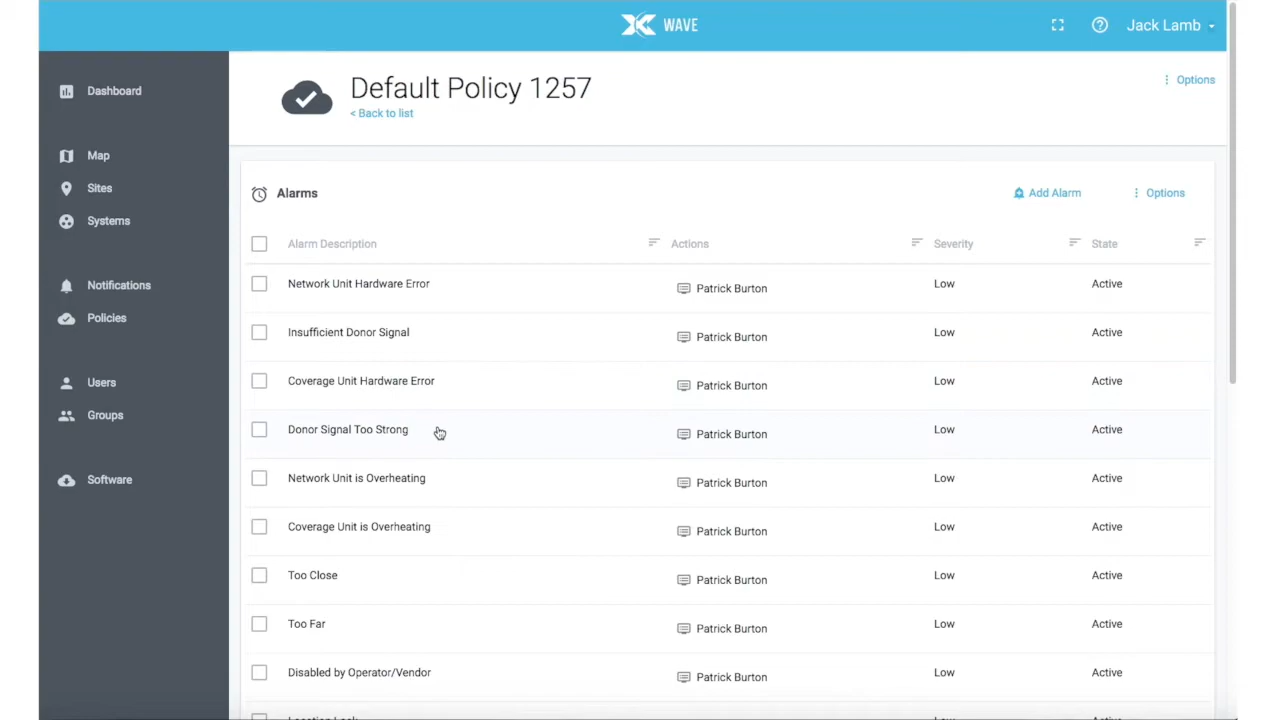 WAVE
Jack Lamb
Dashboard
Map
Sites
Systems
Notifications
Policies
Users
Groups
Software
Default Policy 1257
< Back to list
Options
Alarms
Add Alarm
Options
Alarm Description Actions Severity State
Network Unit Hardware Error Patrick Burton Low Active
Insufficient Donor Signal Patrick Burton Low Active
Coverage Unit Hardware Error Patrick Burton Low Active
Donor Signal Too Strong Patrick Burton Low Active
Network Unit is Overheating Patrick Burton Low Active
Coverage Unit is Overheating Patrick Burton Low Active
Too Close Patrick Burton Low Active
Too Far Patrick Burton Low Active
Disabled by Operator/Vendor Patrick Burton Low Active